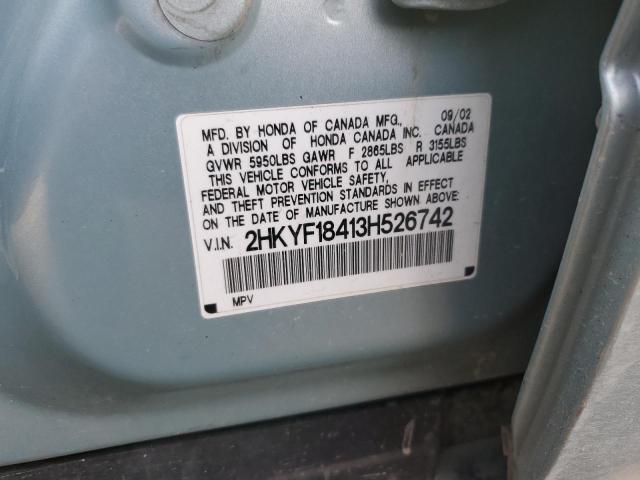 MFD. BY HONDA OF CANADA MFG., 09/02
A DIVISION OF HONDA CANADA INC. CANADA
GVWR 5950LBS GAWR F 2865LBS R 3155LBS
THIS VEHICLE CONFORMS TO ALL APPLICABLE
FEDERAL MOTOR VEHICLE SAFETY,
AND THEFT PREVENTION STANDARDS IN EFFECT
ON THE DATE OF MANUFACTURE SHOWN ABOVE.
V.I.N. 2HKYF18413H526742
MPV